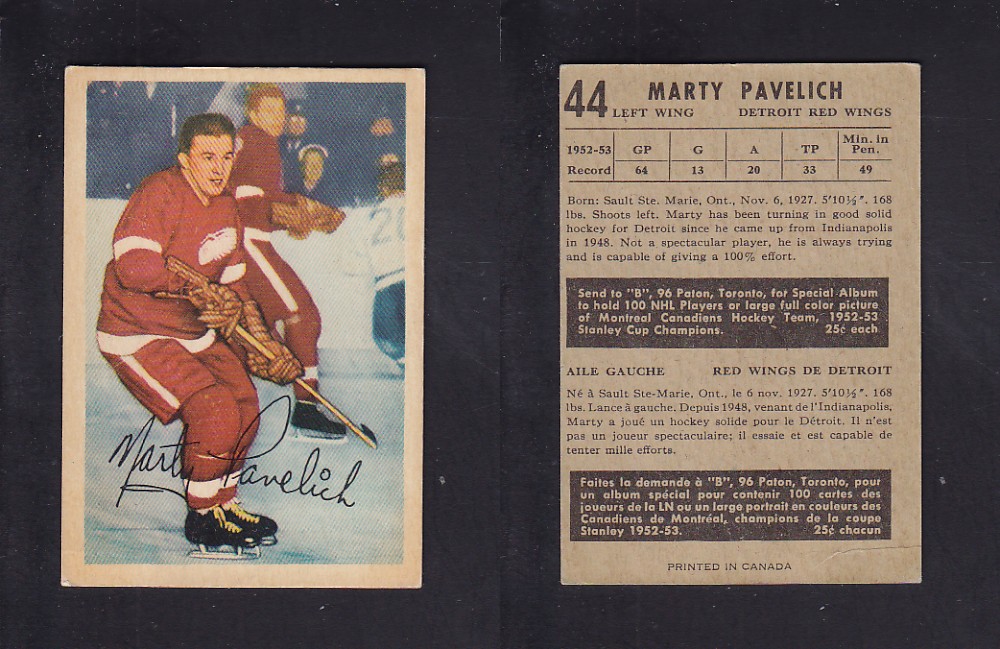 Marty Pavelich
20
44 MARTY PAVELICH
LEFT WING DETROIT RED WINGS
1952-53 Record GP G A TP Min. in Pen.
64 13 20 33 49
Born: Sault Ste. Marie, Ont., Nov. 6, 1927. 5'10½". 168
lbs. Shoots left. Marty has been turning in good solid
hockey for Detroit since he came up from Indianapolis
in 1948. Not a spectacular player, he is always trying
and is capable of giving a 100% effort.
Send to "B", 96 Paton, Toronto, for Special Album
to hold 100 NHL Players or large full color picture
of Montreal Canadiens Hockey Team, 1952-53
Stanley Cup Champions. 25¢ each
AILE GAUCHE RED WINGS DE DETROIT
Né à Sault Ste-Marie, Ont., le 6 nov. 1927. 5'10½". 168
lbs. Lance à gauche. Depuis 1948, venant de l'Indianapolis,
Marty a joué un hockey solide pour le Détroit. Il n'est
pas un joueur spectaculaire; il essaie et est capable de
tenter mille efforts.
Faites la demande à "B", 96 Paton, Toronto, pour
un album spécial pour contenir 100 cartes des
joueurs de la LN ou un large portrait en couleurs des
Canadiens de Montréal, champions de la coupe
Stanley 1952-53. 25¢ chacun
PRINTED IN CANADA